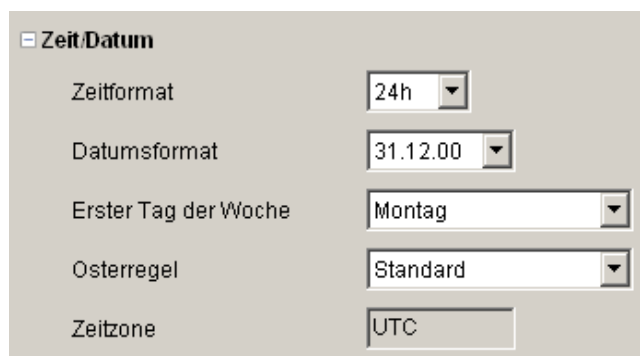 Zeit/Datum
Zeitformat 24h
Datumsformat 31.12.00
Erster Tag der Woche Montag
Osterregel Standard
Zeitzone UTC